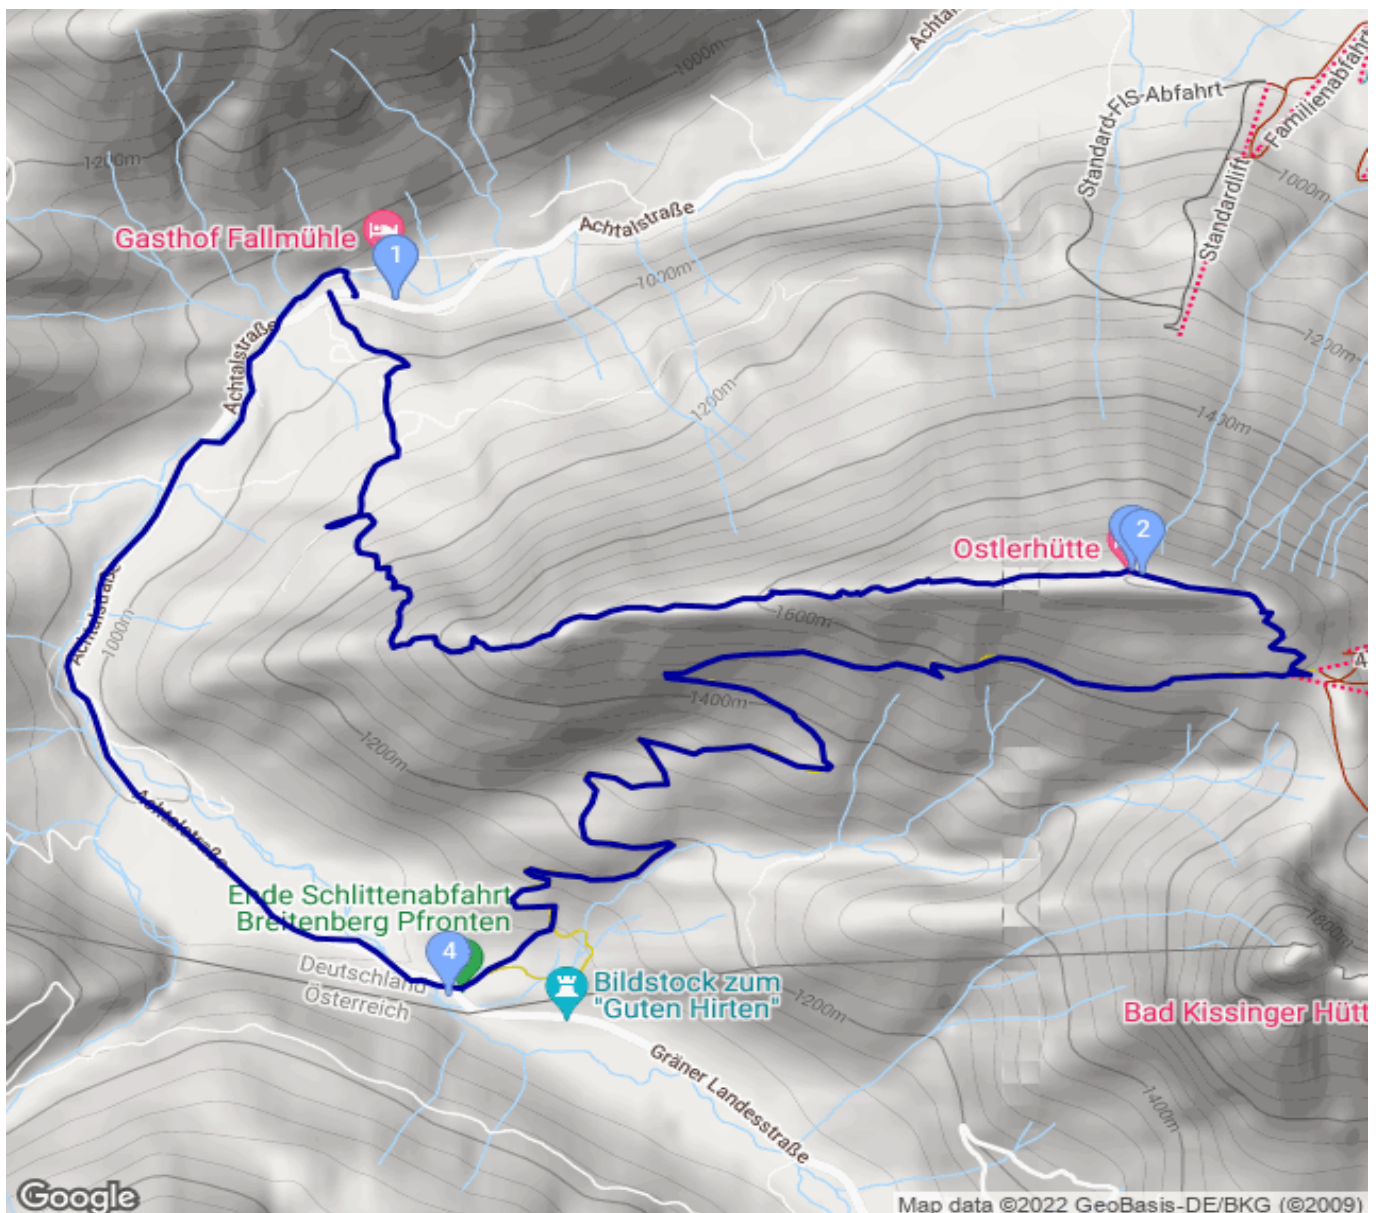 Achtal
1000m
1200m
Standard-FIS-Abfahrt
Familienabfahrt
Standardlift
1000m
Achtalstraße
Gasthof Fallmühle
1
1000m
1200m
Achtalstraße
1200m
1400m
Ostlerhütte
2
Achtalstraße
1000m
1600m
A
1400m
1200m
Achtalstraße
Ende Schlittenabfahrt
Breitenberg Pfronten
1800m
4
Deutschland
Österreich
Bildstock zum
"Guten Hirten"
1200m
Bad Kissinger Hütt
Gräner Landesstraße
1400m
Google
Map data ©2022 GeoBasis-DE/BKG (©2009)